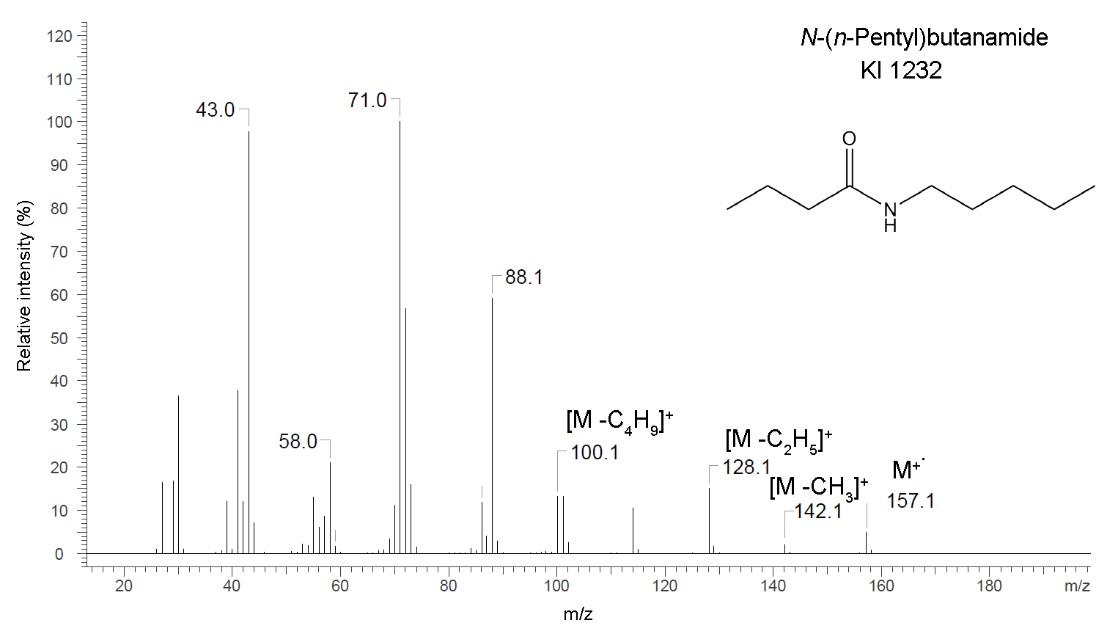 N-(n-Pentyl)butanamide
KI 1232
O
N
H
Relative intensity (%)
120
110
100
90
80
70
60
50
40
30
20
10
0
43.0
71.0
88.1
58.0
[M -C₄H₉]⁺
100.1
[M -C₂H₅]⁺
128.1
[M -CH₃]⁺
142.1
M⁺˙
157.1
20 40 60 80 100 120 140 160 180 m/z
m/z